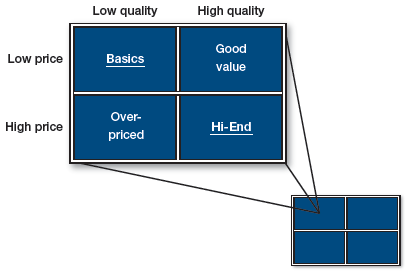 Low quality High quality
Low price
Basics
Good
value
High price
Over-
priced
Hi-End